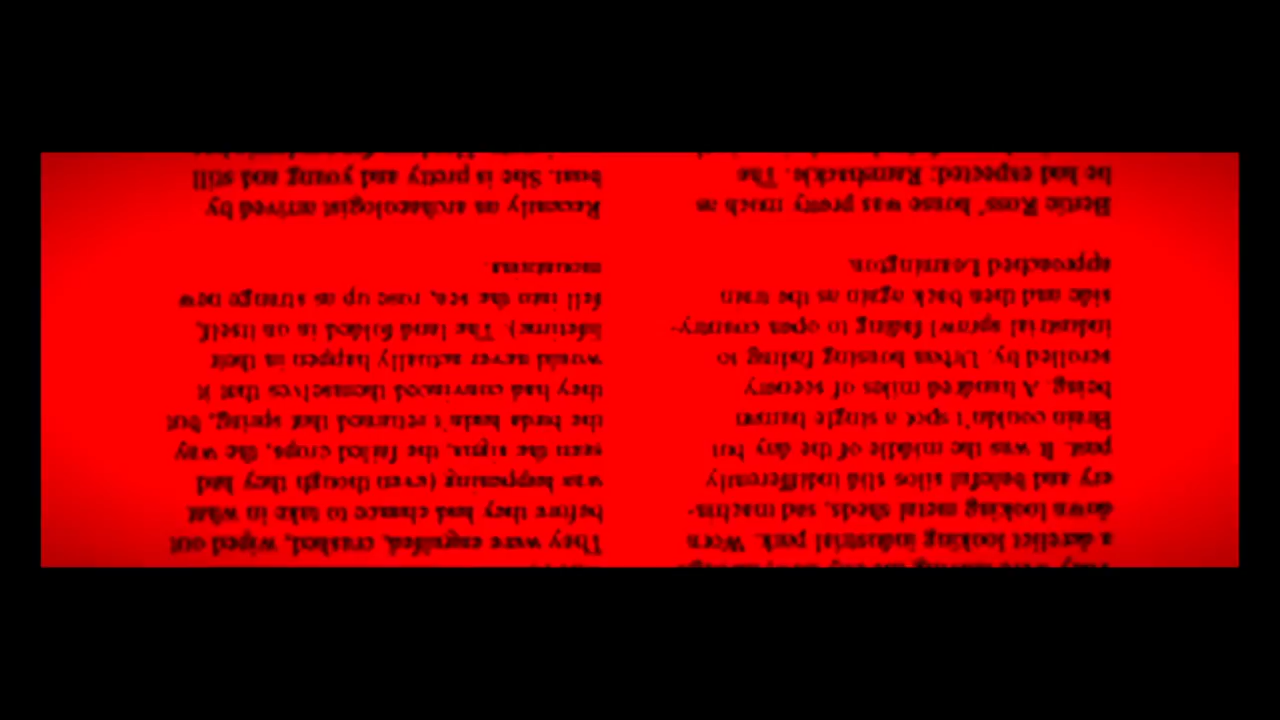 a derelict looking industrial park. Worn
down looking metal sheds, sad machin-
ery and baleful silos slid indifferently
past. It was the middle of the day but
Brain couldn't spot a single human
being. A hundred miles of scenery
scrolled by. Urban housing fading to
industrial sprawl fading to open country-
side and then back again as the train
approached Leamington.
Bertie Ross' house was pretty much as
he had expected: Ramshackle. The
They were engulfed, crushed, wiped out
before they had chance to take in what
was happening (even though they had
seen the signs, the failed crops, the way
the birds hadn't returned that spring, but
they had convinced themselves that it
would never actually happen in their
lifetime). The land folded in on itself,
fell into the sea, rose up as strange new
mountains.
Recently an archaeologist arrived by
boat. She is pretty and young and still